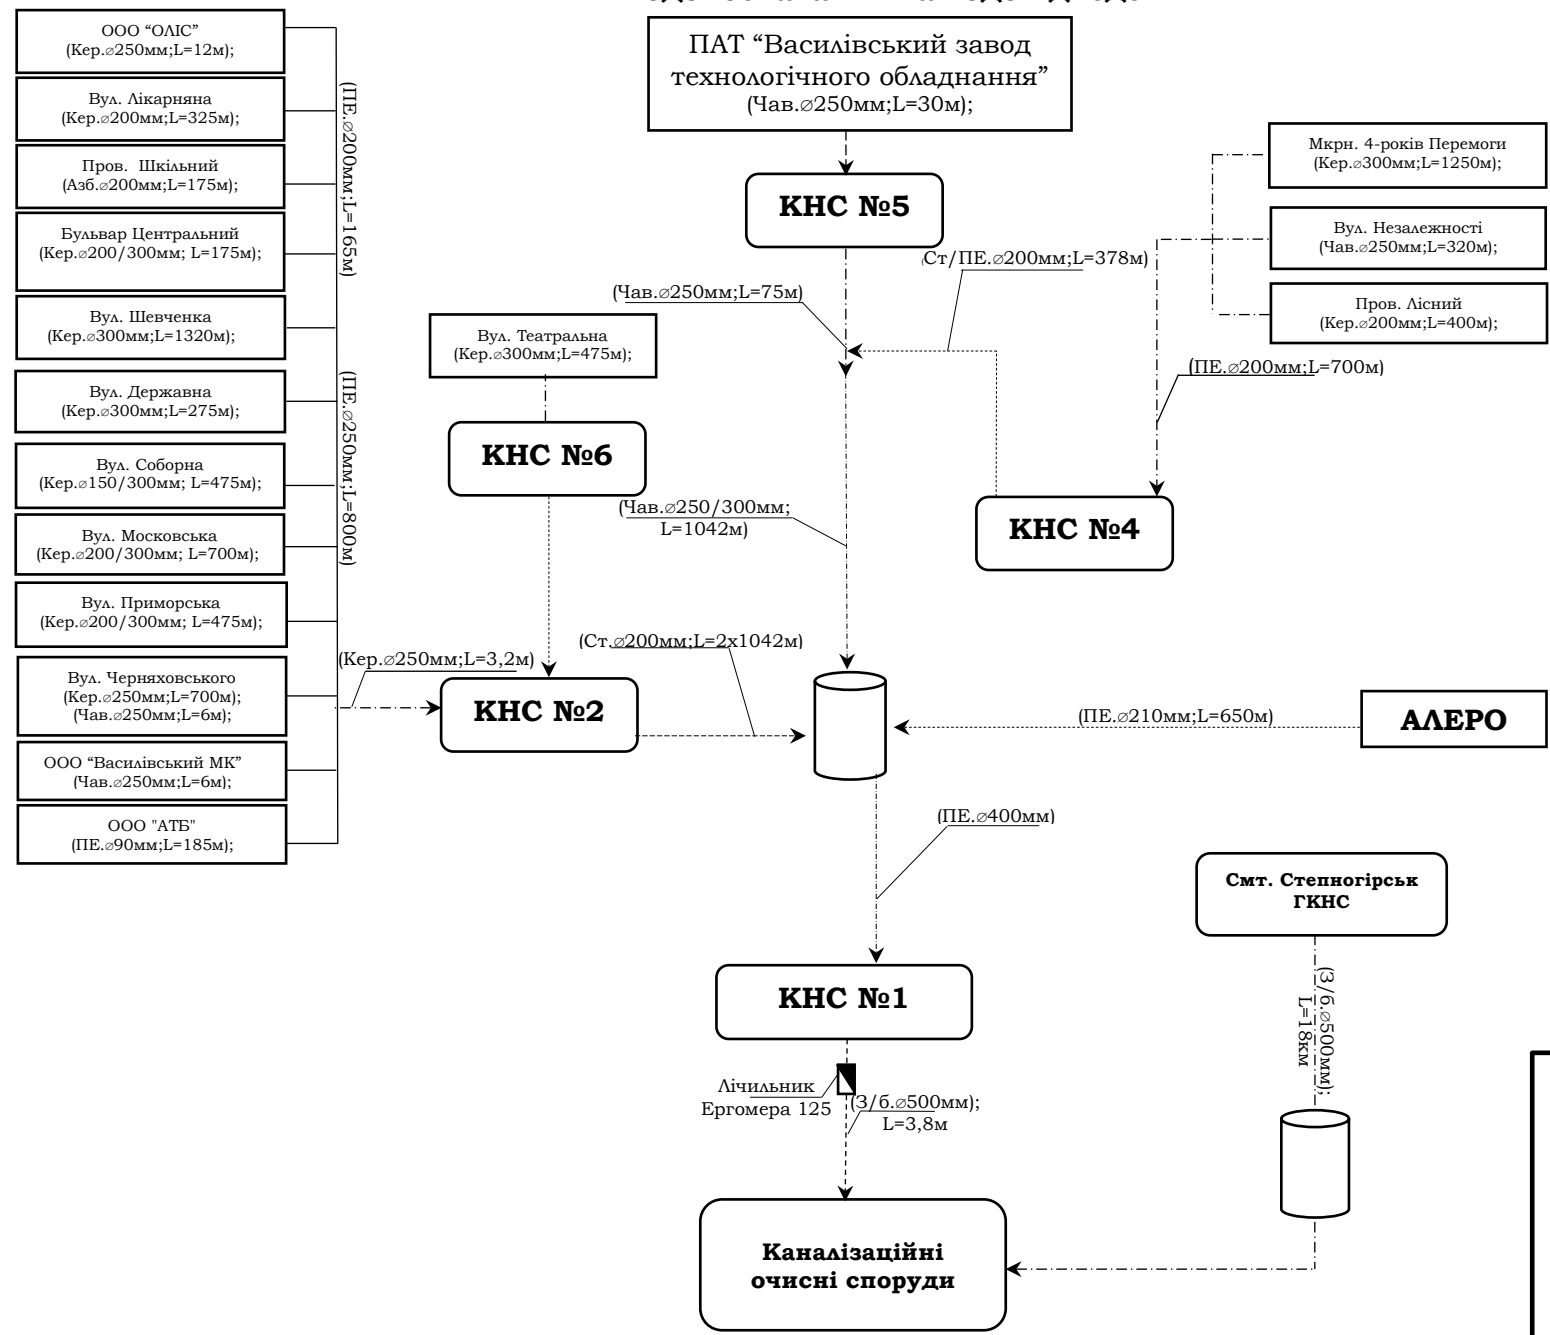 ООО “ОЛІС”
(Кер.⌀250мм;L=12м);
Вул. Лікарняна
(Кер.⌀200мм;L=325м);
Пров. Шкільний
(Азб.⌀200мм;L=175м);
Бульвар Центральний
(Кер.⌀200/300мм; L=175м);
Вул. Шевченка
(Кер.⌀300мм;L=1320м);
Вул. Державна
(Кер.⌀300мм;L=275м);
Вул. Соборна
(Кер.⌀150/300мм; L=475м);
Вул. Московська
(Кер.⌀200/300мм; L=700м);
Вул. Приморська
(Кер.⌀200/300мм; L=475м);
Вул. Черняховського
(Кер.⌀250мм;L=700м);
(Чав.⌀250мм;L=6м);
ООО “Василівський МК”
(Чав.⌀250мм;L=6м);
ООО "АТБ"
(ПЕ.⌀90мм;L=185м);
(ПЕ.⌀200мм;L=165м)
(ПЕ.⌀250мм;L=800м)
ПАТ “Василівський завод
технологічного обладнання”
(Чав.⌀250мм;L=30м);
КНС №5
(Ст/ПЕ.⌀200мм;L=378м)
(Чав.⌀250мм;L=75м)
Мкрн. 4-років Перемоги
(Кер.⌀300мм;L=1250м);
Вул. Незалежності
(Чав.⌀250мм;L=320м);
Пров. Лісний
(Кер.⌀200мм;L=400м);
(ПЕ.⌀200мм;L=700м)
Вул. Театральна
(Кер.⌀300мм;L=475м);
КНС №6
(Чав.⌀250/300мм;
L=1042м)
КНС №4
(Ст.⌀200мм;L=2х1042м)
(Кер.⌀250мм;L=3,2м)
КНС №2
(ПЕ.⌀210мм;L=650м)
АЛЕРО
(ПЕ.⌀400мм)
Смт. Степногірськ
ГКНС
(З/б.⌀500мм);
L=18км
КНС №1
Лічильник
Ергомера 125
(З/б.⌀500мм);
L=3,8м
Каналізаційні
очисні споруди